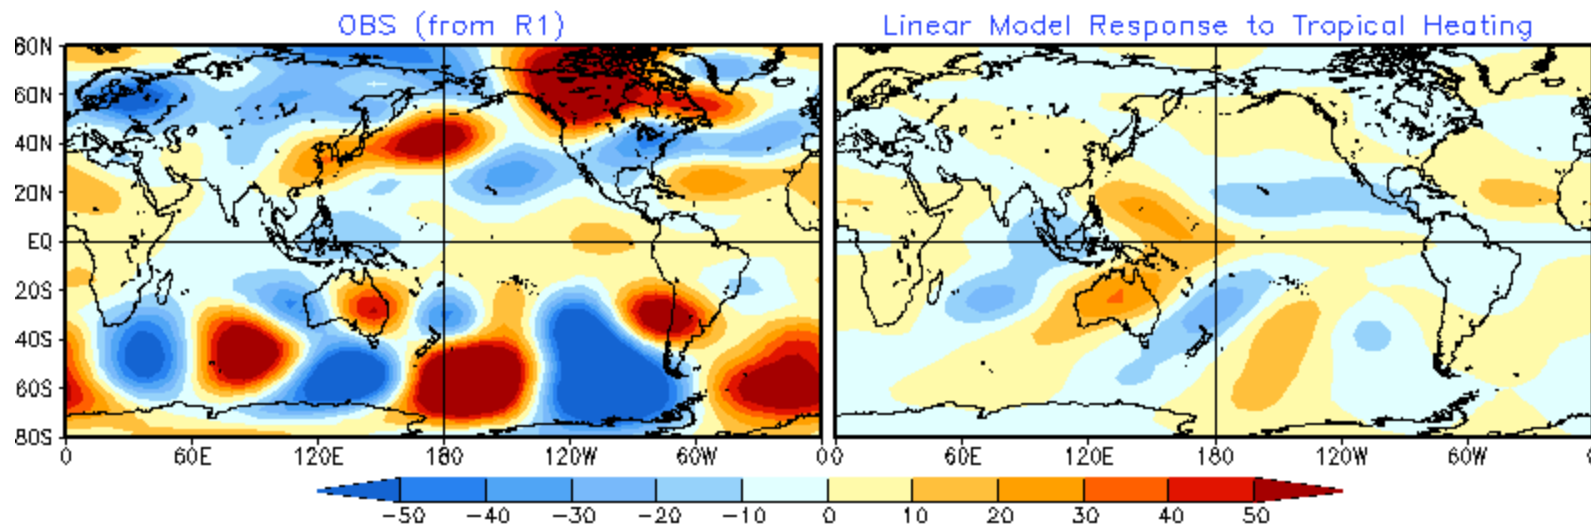 OBS (from R1)
Linear Model Response to Tropical Heating
80N
60N
40N
20N
EQ
20S
40S
60S
80S
0 60E 120E 180 120W 60W 0
0 60E 120E 180 120W 60W 0
-50 -40 -30 -20 -10 0 10 20 30 40 50